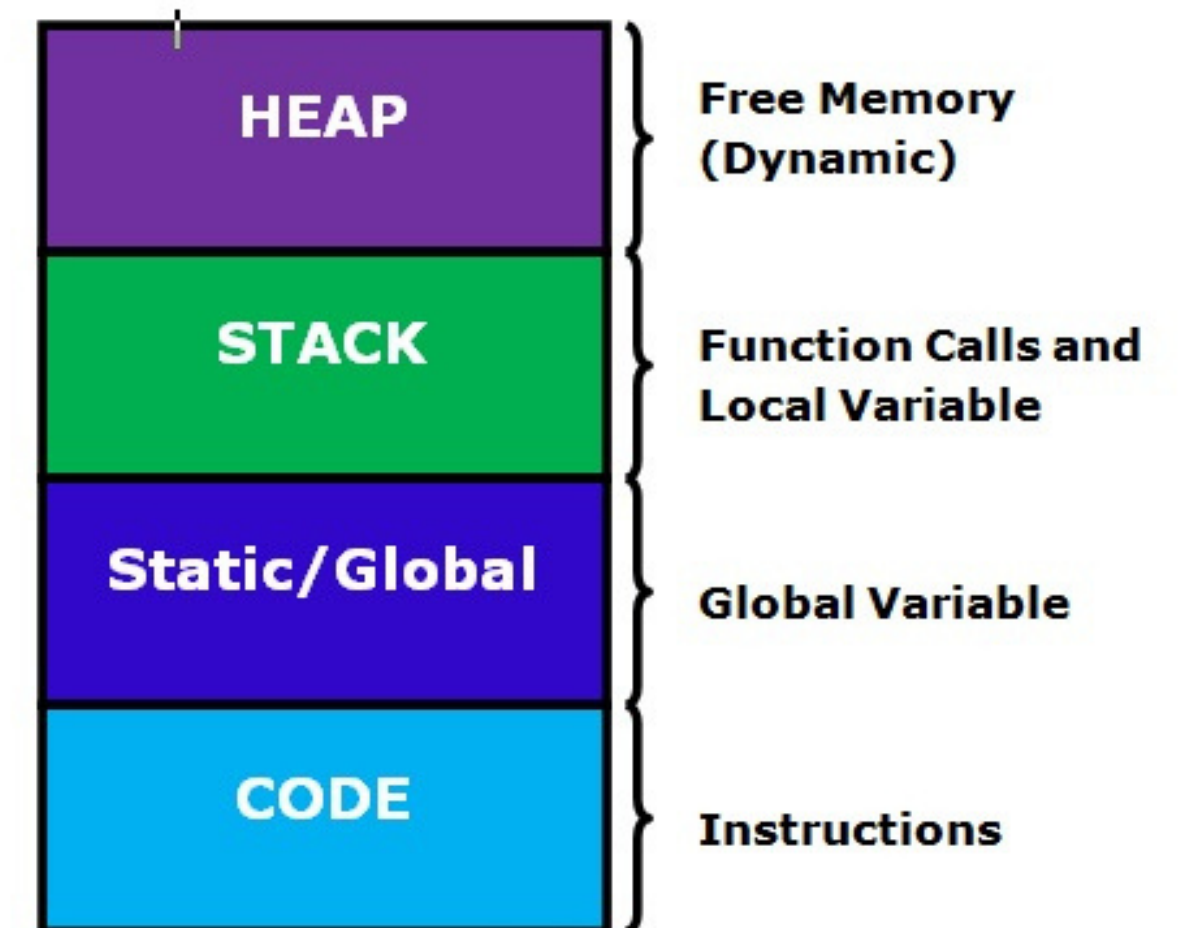 HEAP
Free Memory
(Dynamic)
STACK
Function Calls and
Local Variable
Static/Global
Global Variable
CODE
Instructions